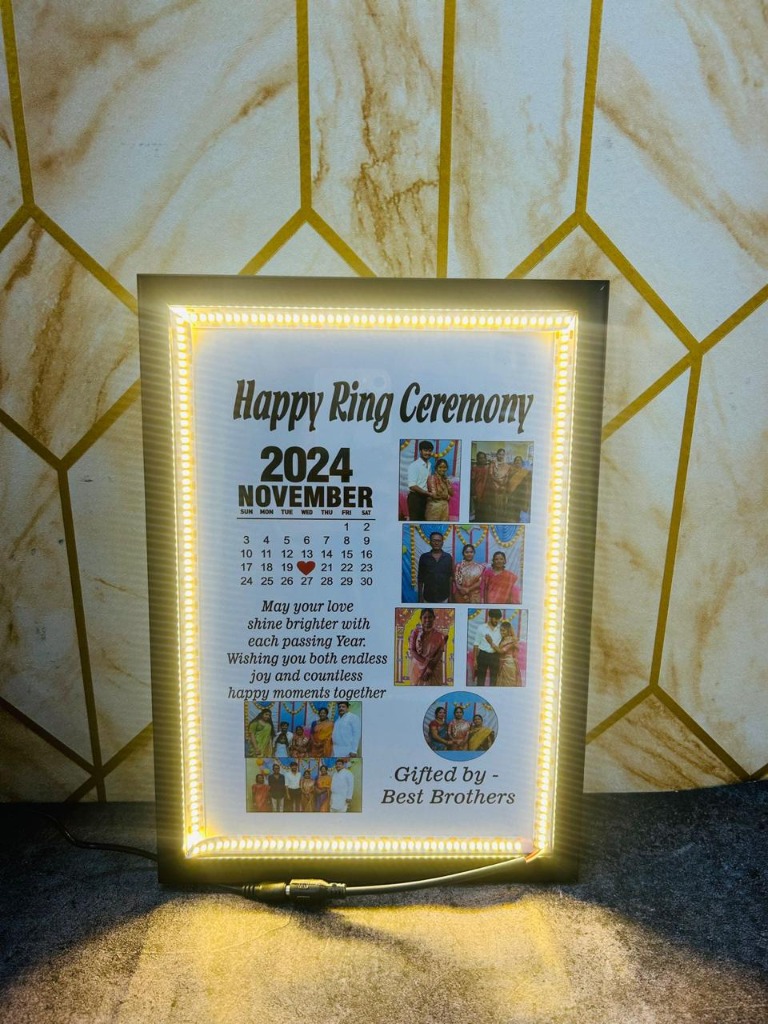 Happy Ring Ceremony
2024
NOVEMBER
SUN MON TUE WED THU FRI SAT
1 2
3 4 5 6 7 8 9
10 11 12 13 14 15 16
17 18 19 21 22 23
24 25 26 27 28 29 30
May your love
shine brighter with
each passing Year.
Wishing you both endless
joy and countless
happy moments together
Gifted by -
Best Brothers